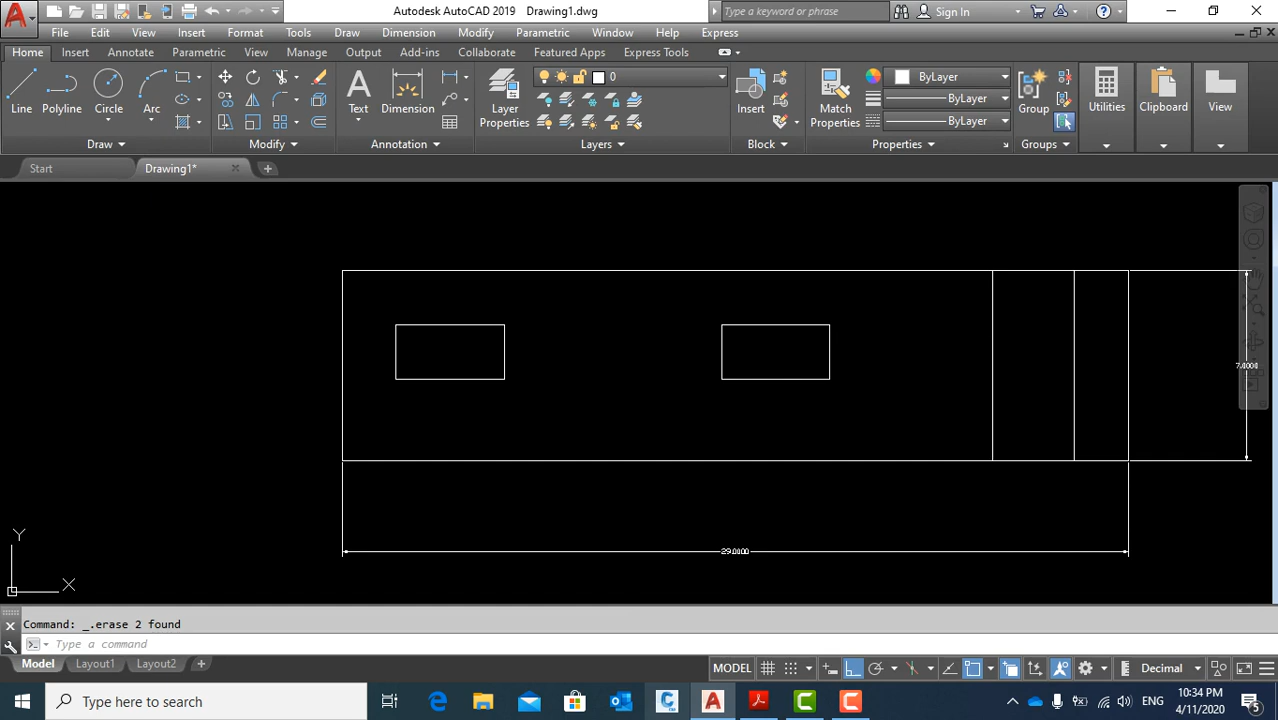 Autodesk AutoCAD 2019 Drawing1.dwg
Type a keyword or phrase
Sign In
File Edit View Insert Format Tools Draw Dimension Modify Parametric Window Help Express
Home Insert Annotate Parametric View Manage Output Add-ins Collaborate Featured Apps Express Tools
0
ByLayer
ByLayer
ByLayer
Line Polyline Circle Arc
Text Dimension
Layer Properties
Insert
Match Properties
Group
Utilities
Clipboard
View
Draw Modify Annotation Layers Block Properties Groups
Start Drawing1*
7.0000
29.0000
Y
X
Command: _.erase 2 found
Type a command
Model Layout1 Layout2
MODEL
Decimal
Type here to search
ENG
10:34 PM
4/11/2020
5